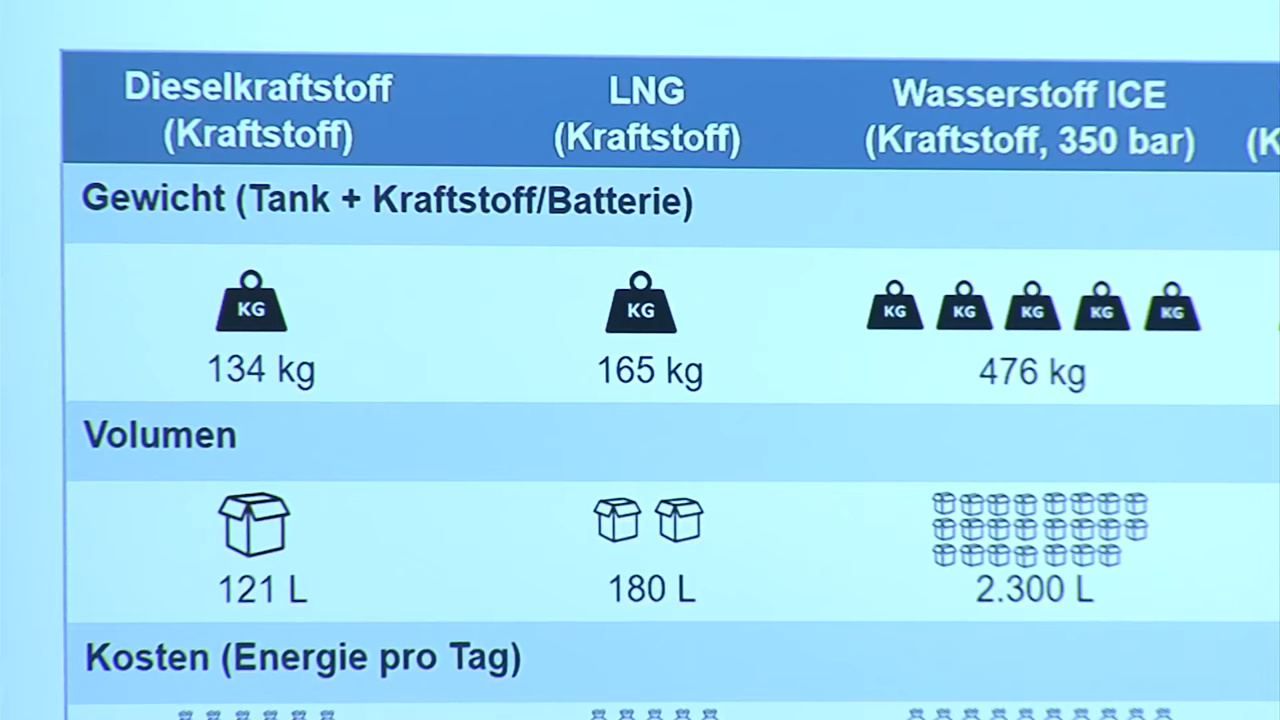 Dieselkraftstoff
(Kraftstoff)
LNG
(Kraftstoff)
Wasserstoff ICE
(Kraftstoff, 350 bar)
(K
Gewicht (Tank + Kraftstoff/Batterie)
KG
KG
KG KG KG KG KG
134 kg
165 kg
476 kg
Volumen
121 L
180 L
2.300 L
Kosten (Energie pro Tag)